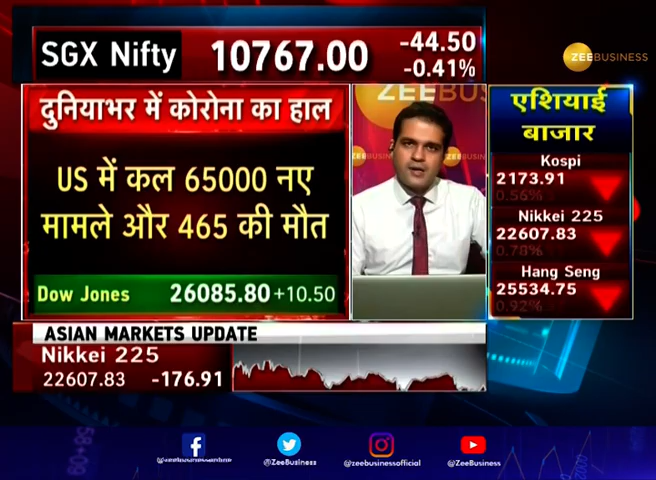 SGX Nifty 10767.00 -44.50
-0.41%
ZEEBUSINESS
दुनियाभर में कोरोना का हाल
US में कल 65000 नए
मामले और 465 की मौत
Dow Jones 26085.80 +10.50
ZEEBUS
एशियाई
बाजार
Kospi
2173.91
0.56%
Nikkei 225
22607.83
0.78%
Hang Seng
25534.75
0.92%
ASIAN MARKETS UPDATE
Nikkei 225
22607.83 -176.91
@ZeeBusiness
@zeebusinessofficial
@ZeeBusiness